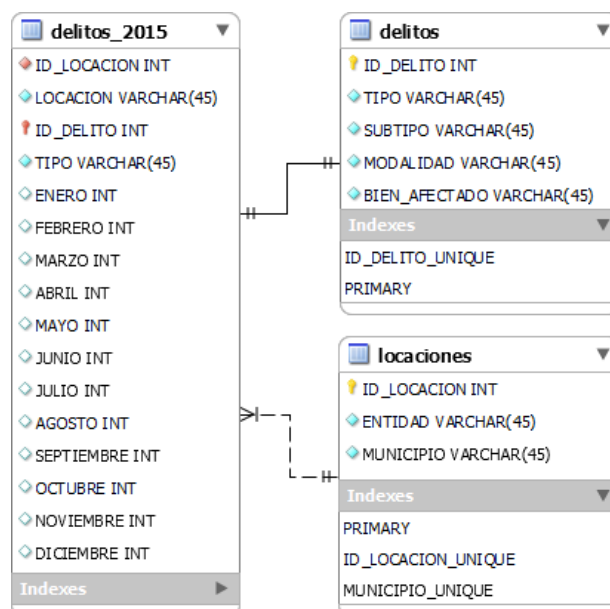 delitos_2015
ID_LOCACION INT
LOCACION VARCHAR(45)
ID_DELITO INT
TIPO VARCHAR(45)
ENERO INT
FEBRERO INT
MARZO INT
ABRIL INT
MAYO INT
JUNIO INT
JULIO INT
AGOSTO INT
SEPTIEMBRE INT
OCTUBRE INT
NOVIEMBRE INT
DICIEMBRE INT
Indexes
delitos
ID_DELITO INT
TIPO VARCHAR(45)
SUBTIPO VARCHAR(45)
MODALIDAD VARCHAR(45)
BIEN_AFECTADO VARCHAR(45)
Indexes
ID_DELITO_UNIQUE
PRIMARY
locaciones
ID_LOCACION INT
ENTIDAD VARCHAR(45)
MUNICIPIO VARCHAR(45)
Indexes
PRIMARY
ID_LOCACION_UNIQUE
MUNICIPIO_UNIQUE